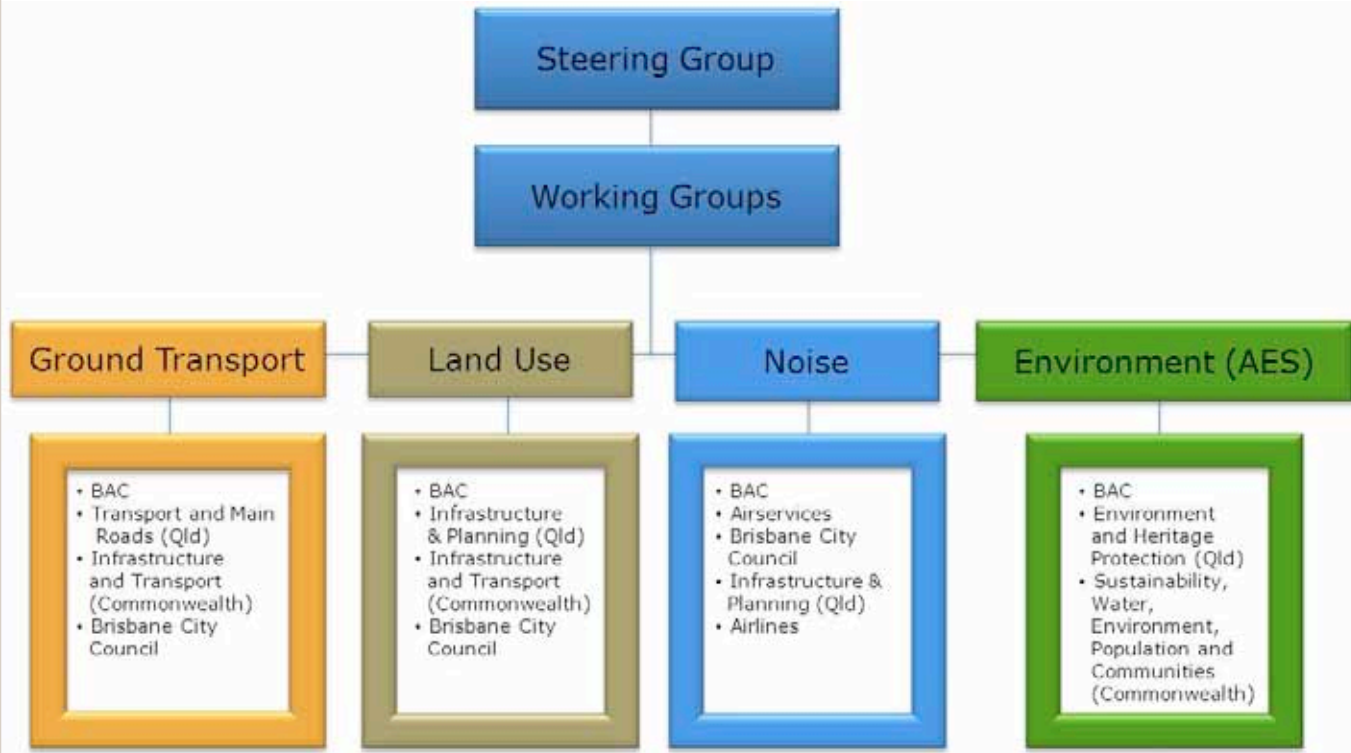 Steering Group
Working Groups
Ground Transport
Land Use
Noise
Environment (AES)
• BAC
• Transport and Main
Roads (Qld)
• Infrastructure
and Transport
(Commonwealth)
• Brisbane City
Council
• BAC
• Infrastructure
& Planning (Qld)
• Infrastructure
and Transport
(Commonwealth)
• Brisbane City
Council
• BAC
• Airservices
• Brisbane City
Council
• Infrastructure &
Planning (Qld)
• Airlines
• BAC
• Environment
and Heritage
Protection (Qld)
• Sustainability,
Water,
Environment,
Population and
Communities
(Commonwealth)